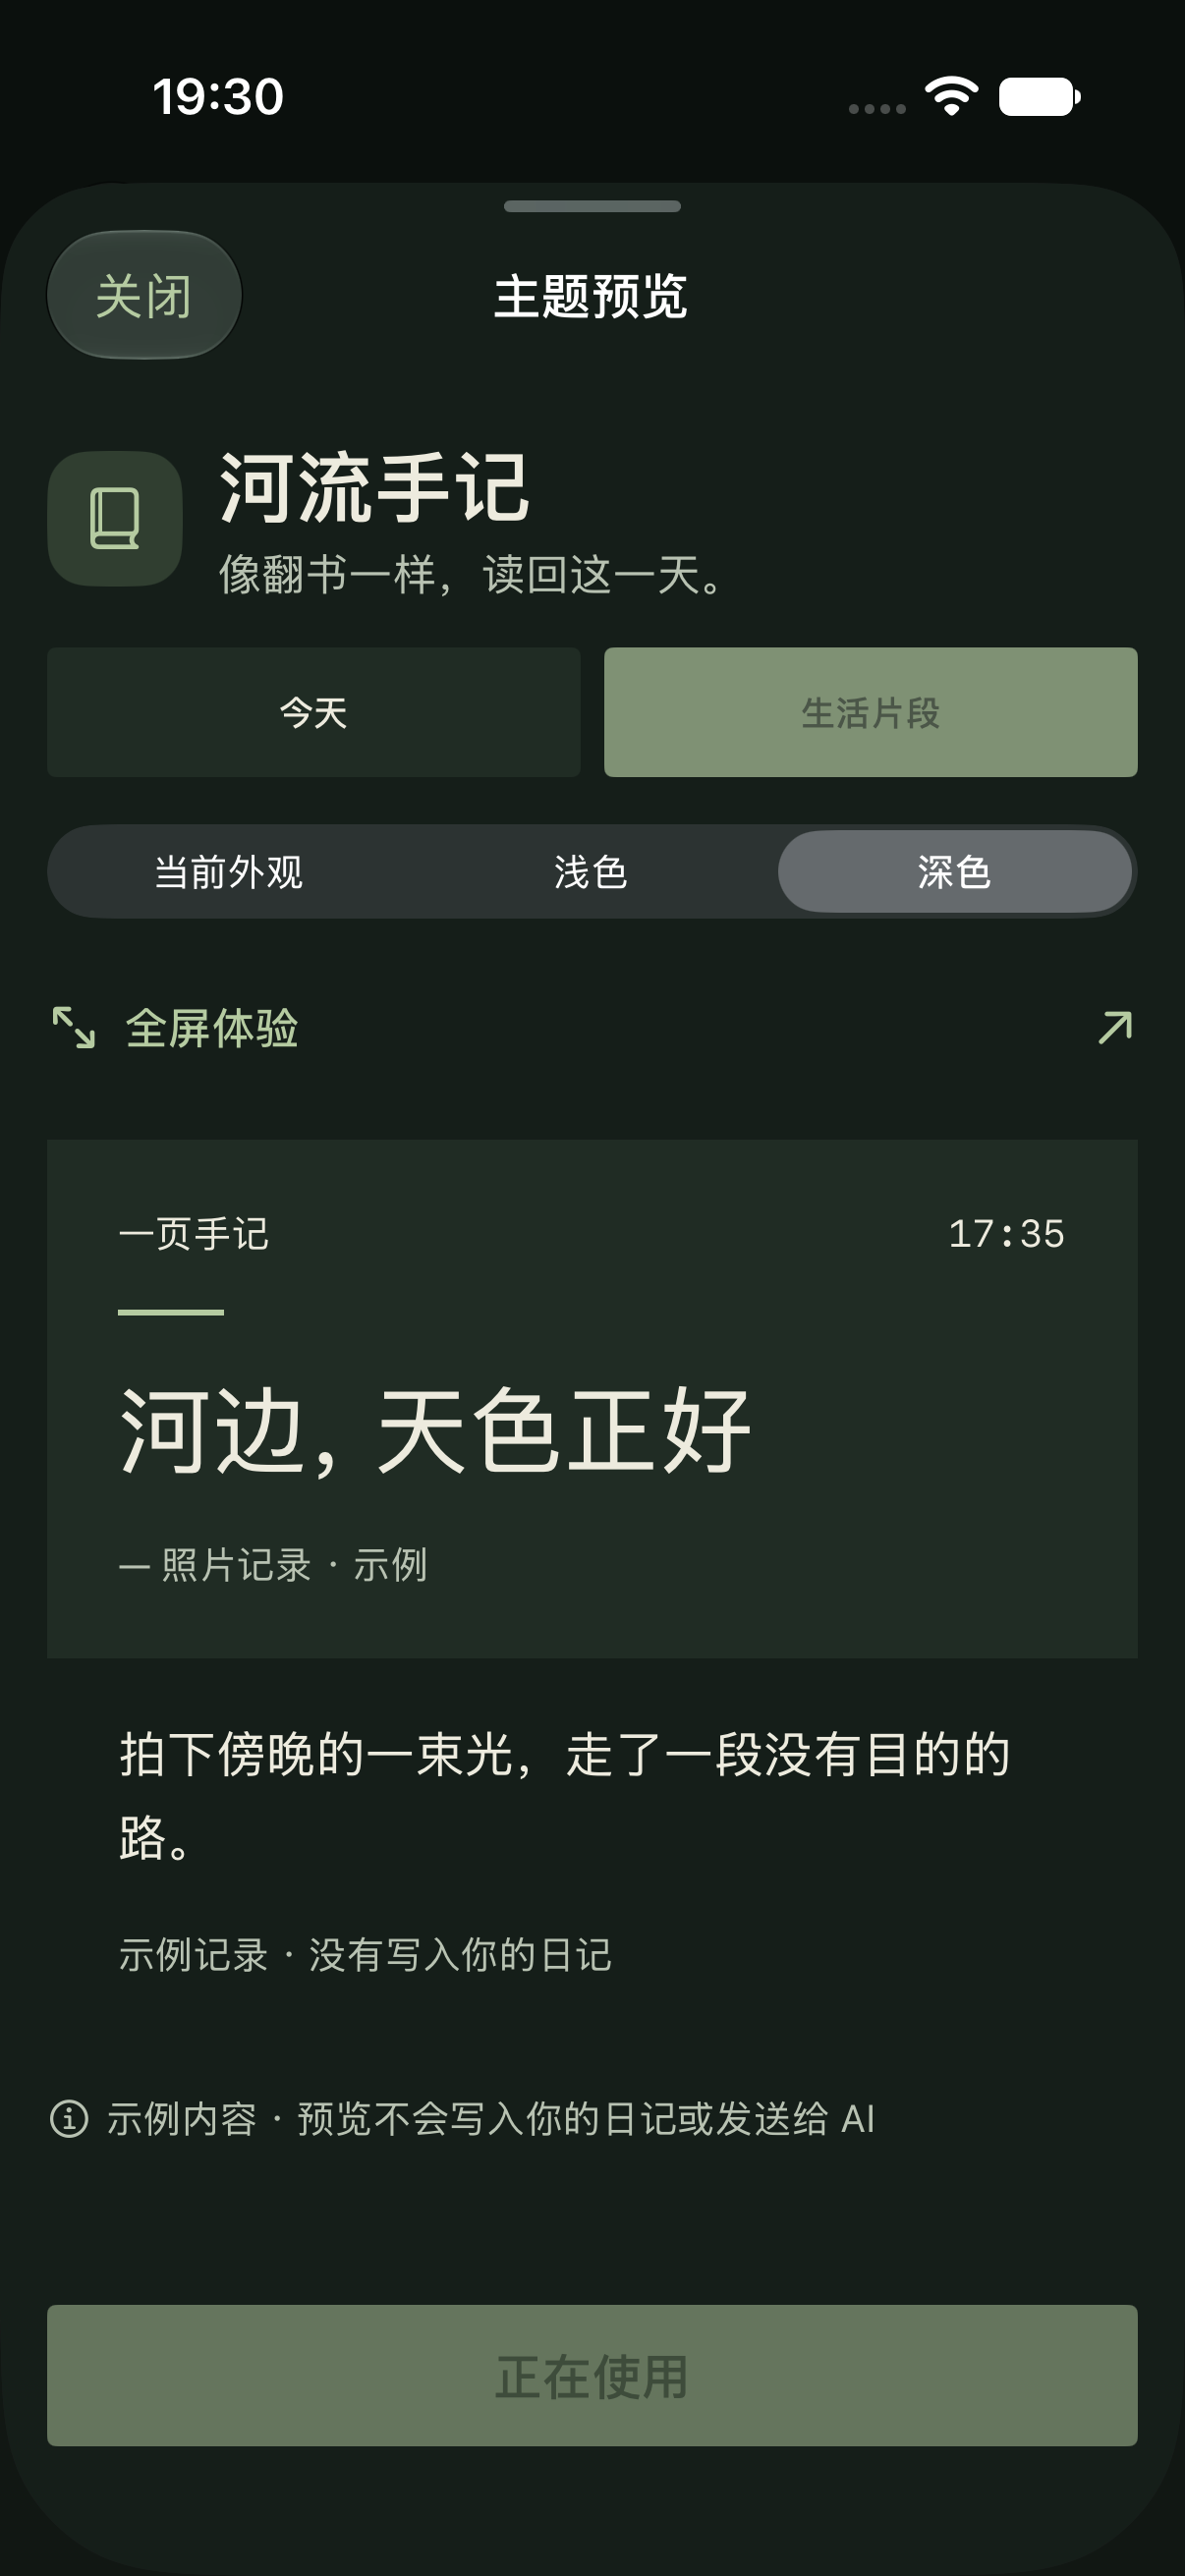 19:30
关闭
主题预览
河流手记
像翻书一样，读回这一天。
今天
生活片段
当前外观
浅色
深色
全屏体验
一页手记
17:35
河边，天色正好
— 照片记录 · 示例
拍下傍晚的一束光，走了一段没有目的的
路。
示例记录 · 没有写入你的日记
示例内容 · 预览不会写入你的日记或发送给 AI
正在使用